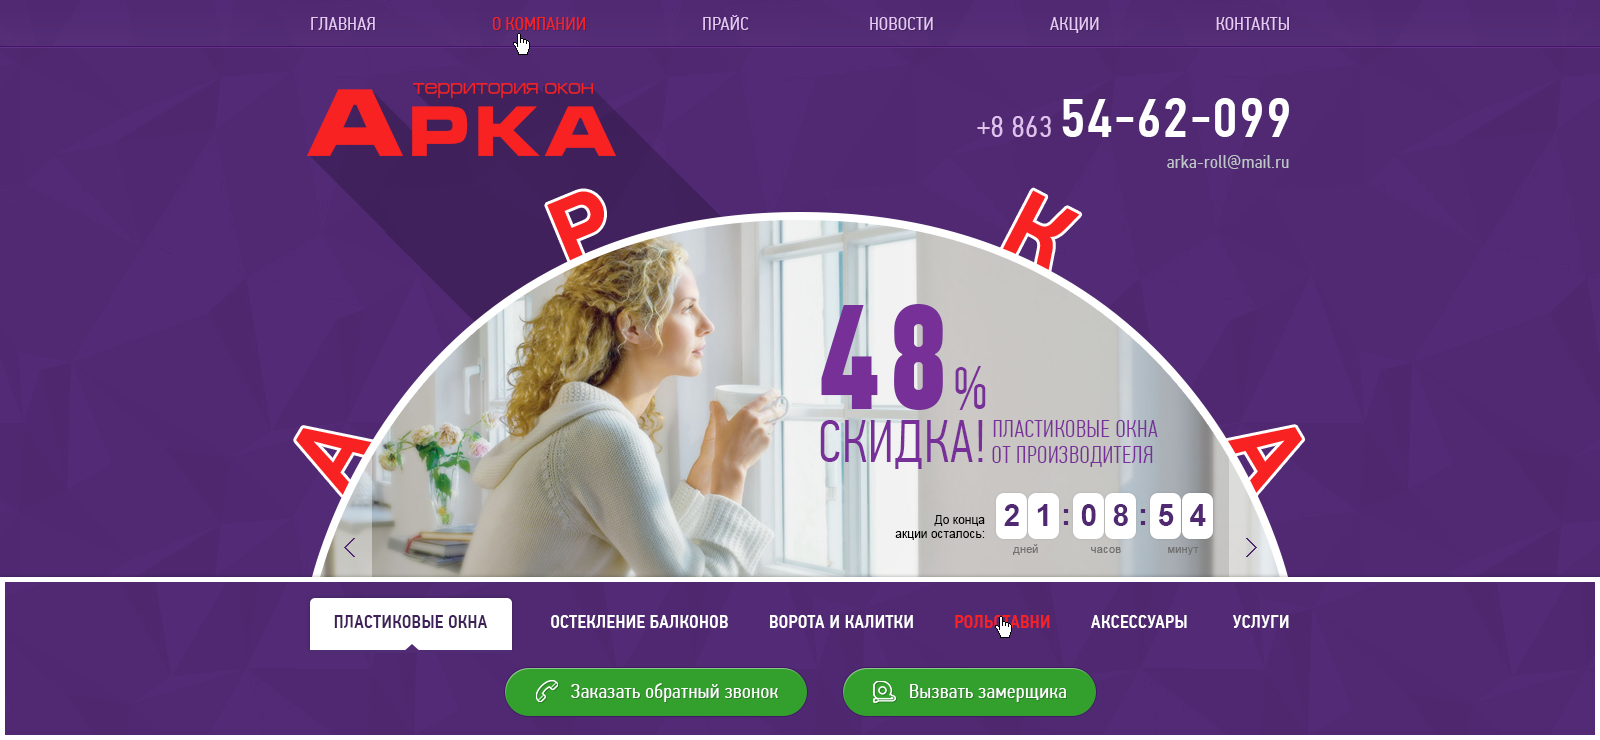 ГЛАВНАЯ О КОМПАНИИ ПРАЙС НОВОСТИ АКЦИИ КОНТАКТЫ
территория окон
АРКА
+8 863 54-62-099
arka-roll@mail.ru
А Р К А
48 %
СКИДКА! ПЛАСТИКОВЫЕ ОКНА
ОТ ПРОИЗВОДИТЕЛЯ
До конца
акции осталось:
21:08:54
дней часов минут
ПЛАСТИКОВЫЕ ОКНА ОСТЕКЛЕНИЕ БАЛКОНОВ ВОРОТА И КАЛИТКИ РОЛЬСТАВНИ АКСЕССУАРЫ УСЛУГИ
Заказать обратный звонок Вызвать замерщика